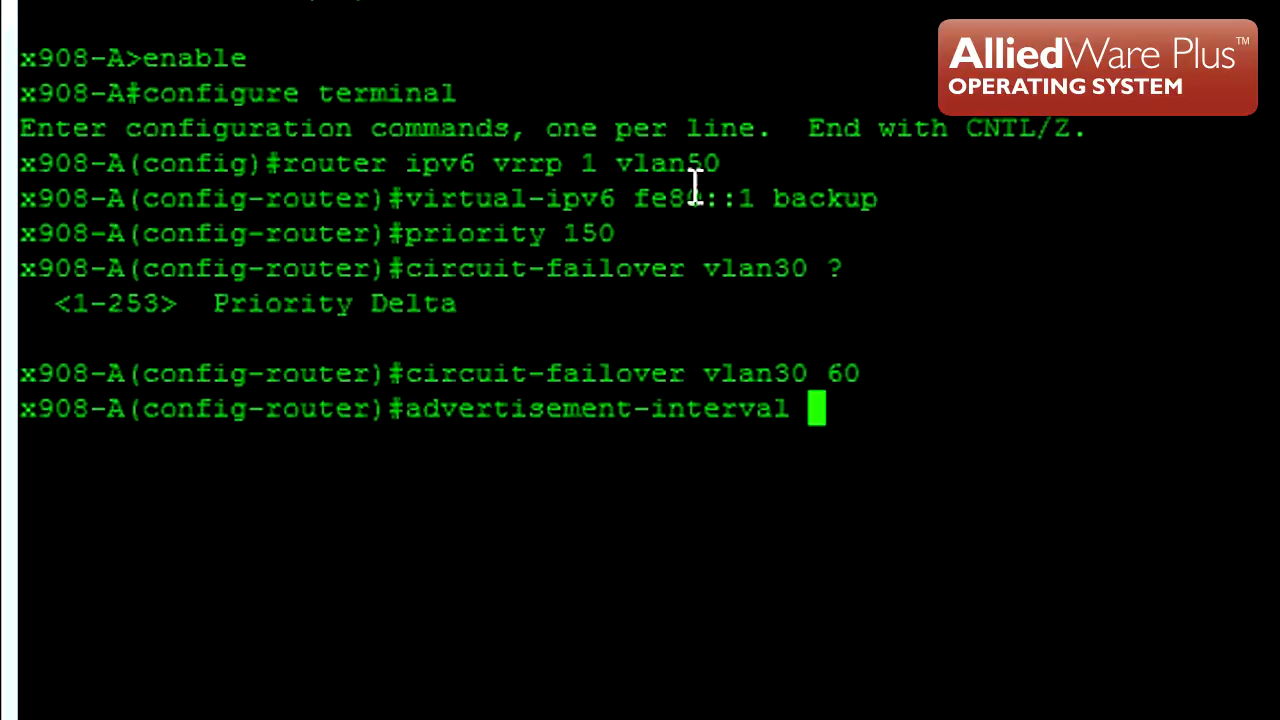 AlliedWare Plus™
OPERATING SYSTEM
x908-A>enable
x908-A#configure terminal
Enter configuration commands, one per line.  End with CNTL/Z.
x908-A(config)#router ipv6 vrrp 1 vlan50
x908-A(config-router)#virtual-ipv6 fe80::1 backup
x908-A(config-router)#priority 150
x908-A(config-router)#circuit-failover vlan30 ?
<1-253>  Priority Delta
x908-A(config-router)#circuit-failover vlan30 60
x908-A(config-router)#advertisement-interval